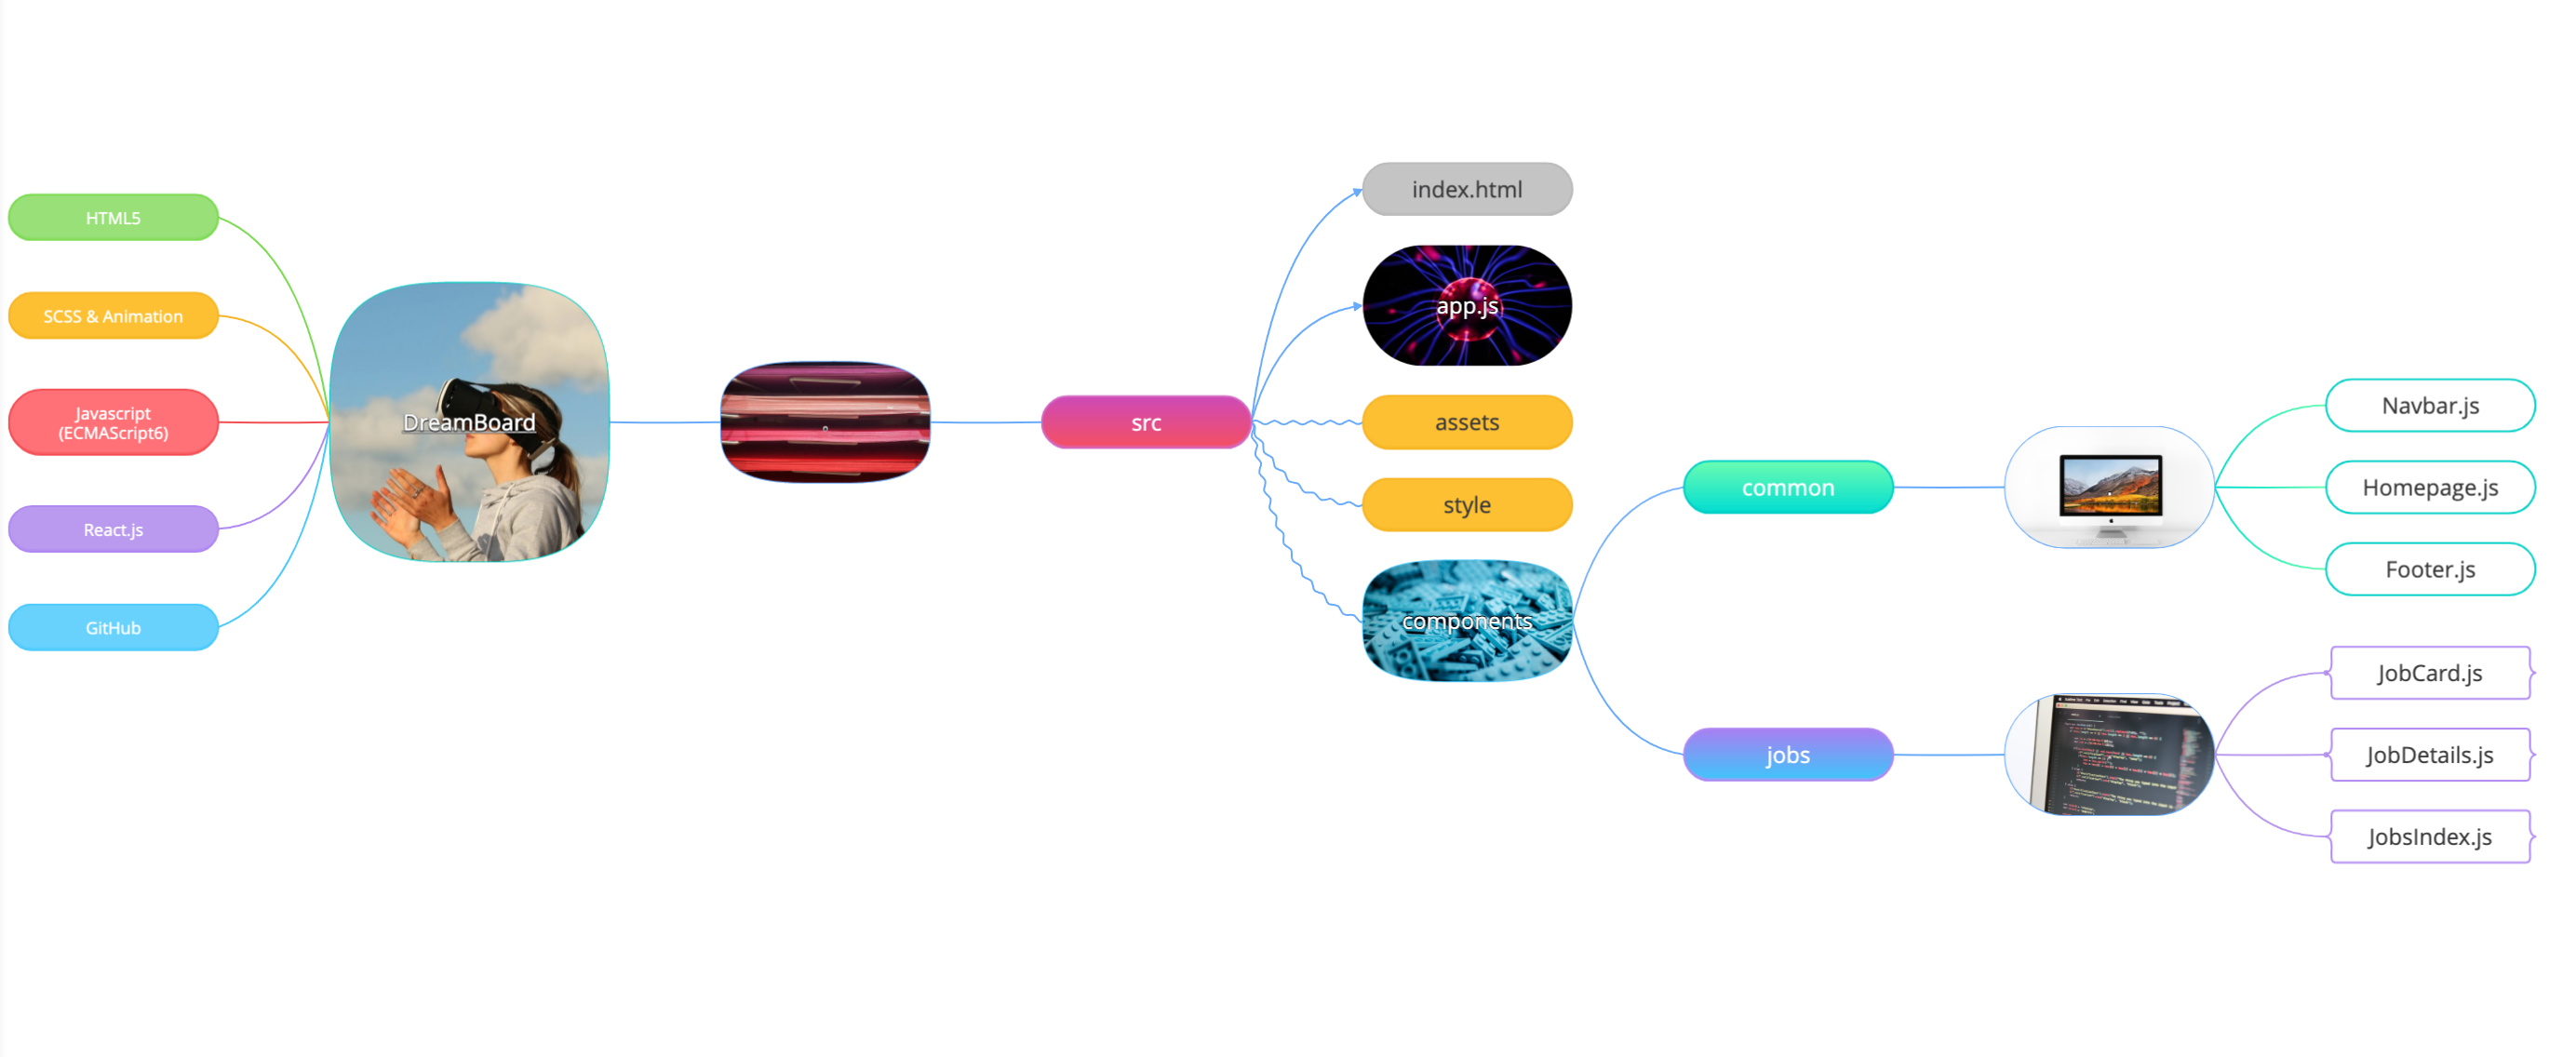 HTML5
SCSS & Animation
Javascript
(ECMAScript6)
React.js
GitHub
DreamBoard
src
index.html
app.js
assets
style
components
common
jobs
Navbar.js
Homepage.js
Footer.js
JobCard.js
JobDetails.js
JobsIndex.js